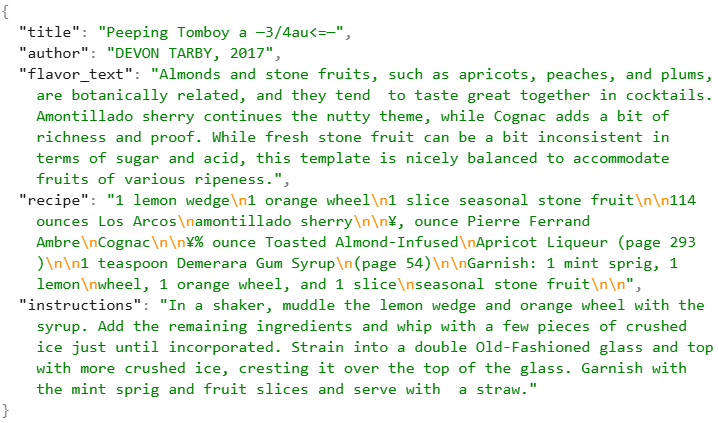 {
"title": "Peeping Tomboy a —3/4au<=—",
"author": "DEVON TARBY, 2017",
"flavor_text": "Almonds and stone fruits, such as apricots, peaches, and plums,
are botanically related, and they tend  to taste great together in cocktails.
Amontillado sherry continues the nutty theme, while Cognac adds a bit of
richness and proof. While fresh stone fruit can be a bit inconsistent in
terms of sugar and acid, this template is nicely balanced to accommodate
fruits of various ripeness.",
"recipe": "1 lemon wedge\n1 orange wheel\n1 slice seasonal stone fruit\n\n114
ounces Los Arcos\namontillado sherry\n\n¥, ounce Pierre Ferrand
Ambre\nCognac\n\n¥% ounce Toasted Almond-Infused\nApricot Liqueur (page 293
)\n\n1 teaspoon Demerara Gum Syrup\n(page 54)\n\nGarnish: 1 mint sprig, 1
lemon\nwheel, 1 orange wheel, and 1 slice\nseasonal stone fruit\n\n",
"instructions": "In a shaker, muddle the lemon wedge and orange wheel with the
syrup. Add the remaining ingredients and whip with a few pieces of crushed
ice just until incorporated. Strain into a double Old-Fashioned glass and top
with more crushed ice, cresting it over the top of the glass. Garnish with
the mint sprig and fruit slices and serve with  a straw."
}